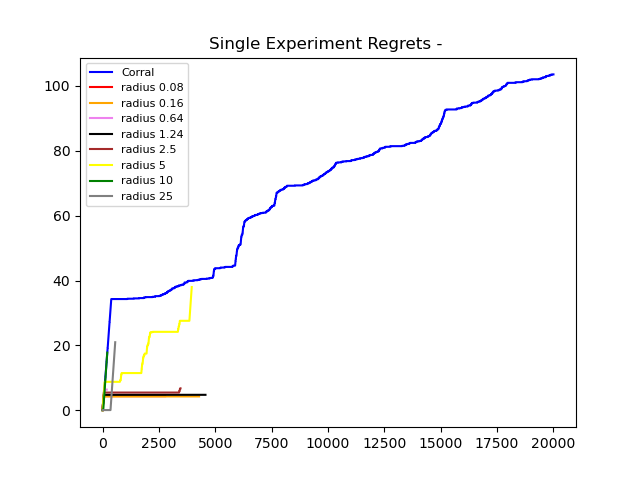 Single Experiment Regrets -
Corral
radius 0.08
radius 0.16
radius 0.64
radius 1.24
radius 2.5
radius 5
radius 10
radius 25
100
80
60
40
20
0
0 2500 5000 7500 10000 12500 15000 17500 20000